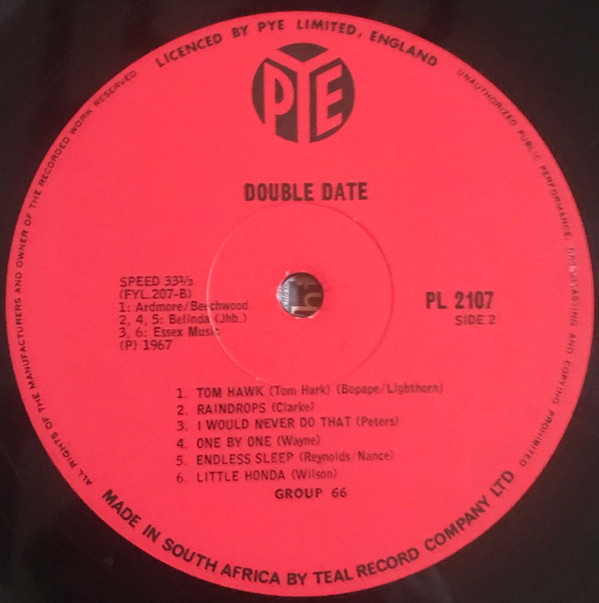 LICENCED BY PYE LIMITED, ENGLAND
UNAUTHORIZED PUBLIC PERFORMANCE BROADCASTING AND COPYING PROHIBITED
ALL RIGHTS OF THE MANUFACTURERS AND OWNER OF THE RECORDED WORK RESERVED
PYE
DOUBLE DATE
SPEED 33⅓
(FYL.207-B)
1: Ardmore/Beechwood
2, 4, 5: Belinda (Jhb.)
3, 6: Essex Music
(P) 1967
PL 2107
SIDE 2
1. TOM HAWK (Tom Hark) (Bopape/Lighthorn)
2. RAINDROPS (Clarke)
3. I WOULD NEVER DO THAT (Peters)
4. ONE BY ONE (Wayne)
5. ENDLESS SLEEP (Reynolds/Nance)
6. LITTLE HONDA (Wilson)
GROUP 66
MADE IN SOUTH AFRICA BY TEAL RECORD COMPANY LTD